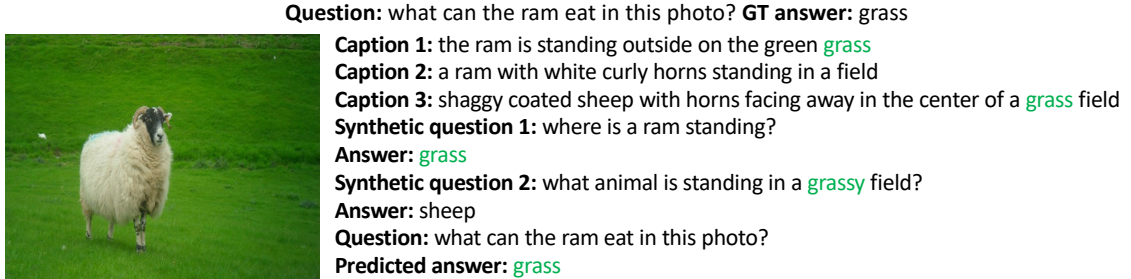 Question: what can the ram eat in this photo? GT answer: grass
Caption 1: the ram is standing outside on the green grass
Caption 2: a ram with white curly horns standing in a field
Caption 3: shaggy coated sheep with horns facing away in the center of a grass field
Synthetic question 1: where is a ram standing?
Answer: grass
Synthetic question 2: what animal is standing in a grassy field?
Answer: sheep
Question: what can the ram eat in this photo?
Predicted answer: grass